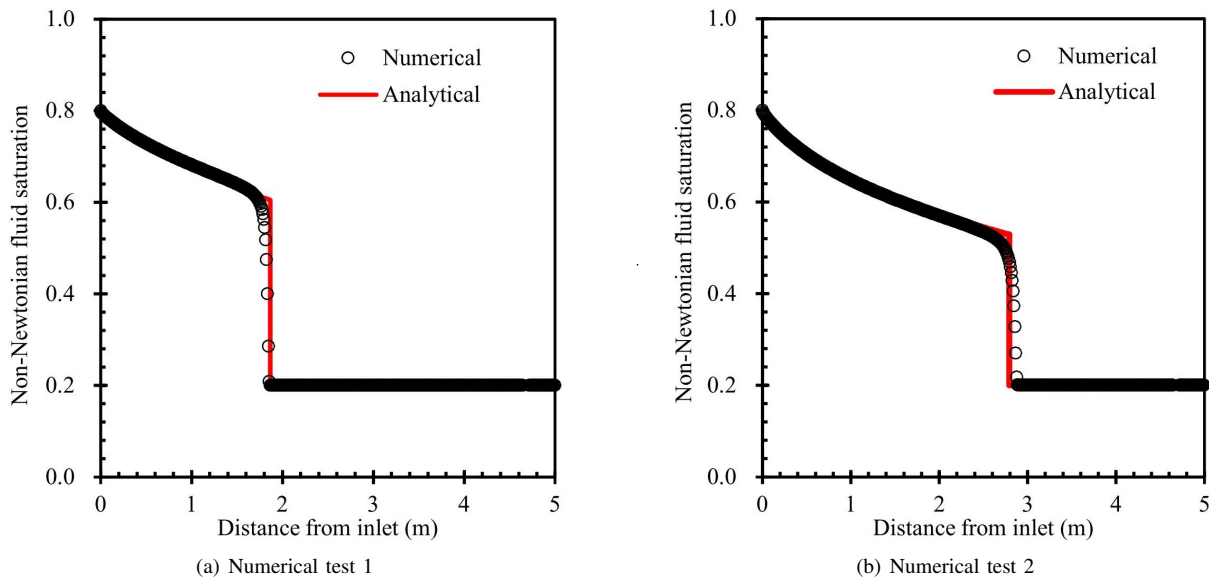 1.0
0.8
0.6
0.4
0.2
0.0
Non-Newtonian fluid saturation
Numerical
Analytical
0 1 2 3 4 5
Distance from inlet (m)
(a) Numerical test 1
1.0
0.8
0.6
0.4
0.2
0.0
Non-Newtonian fluid saturation
Numerical
Analytical
0 1 2 3 4 5
Distance from inlet (m)
(b) Numerical test 2